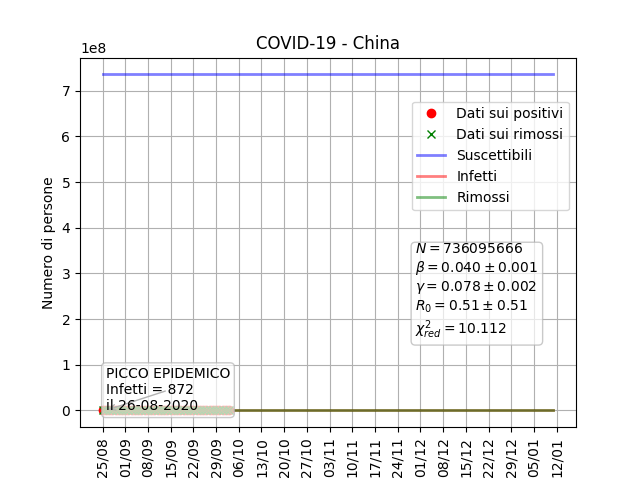 COVID-19 - China
1e8
Numero di persone
7
6
5
4
3
2
1
0
Dati sui positivi
Dati sui rimossi
Suscettibili
Infetti
Rimossi
N = 736095666
β = 0.040 ± 0.001
γ = 0.078 ± 0.002
R₀ = 0.51 ± 0.51
χ²red = 10.112
PICCO EPIDEMICO
Infetti = 872
il 26-08-2020
25/08
01/09
08/09
15/09
22/09
29/09
06/10
13/10
20/10
27/10
03/11
10/11
17/11
24/11
01/12
08/12
15/12
22/12
29/12
05/01
12/01